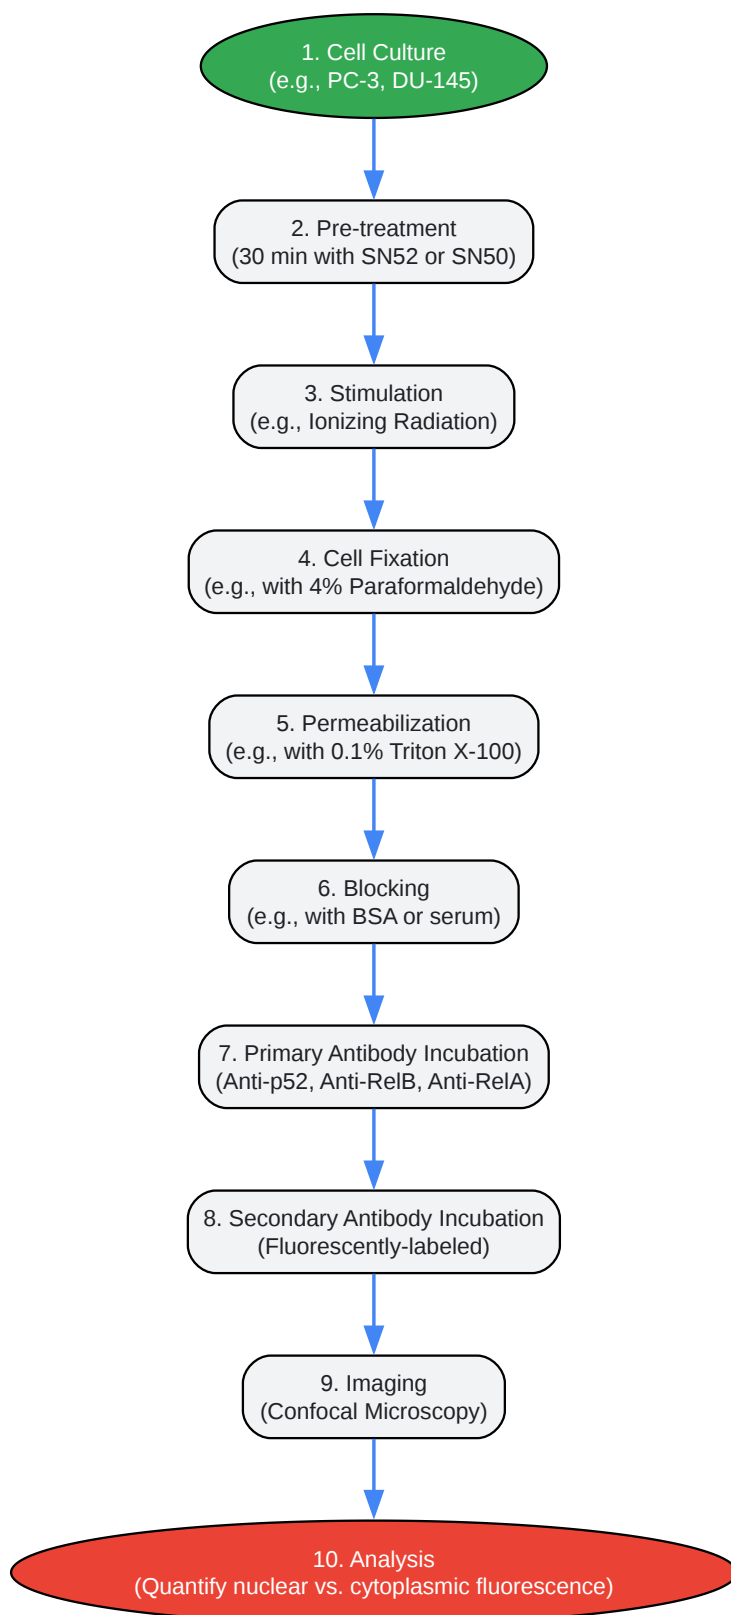 1. Cell Culture
(e.g., PC-3, DU-145)
2. Pre-treatment
(30 min with SN52 or SN50)
3. Stimulation
(e.g., Ionizing Radiation)
4. Cell Fixation
(e.g., with 4% Paraformaldehyde)
5. Permeabilization
(e.g., with 0.1% Triton X-100)
6. Blocking
(e.g., with BSA or serum)
7. Primary Antibody Incubation
(Anti-p52, Anti-RelB, Anti-RelA)
8. Secondary Antibody Incubation
(Fluorescently-labeled)
9. Imaging
(Confocal Microscopy)
10. Analysis
(Quantify nuclear vs. cytoplasmic fluorescence)